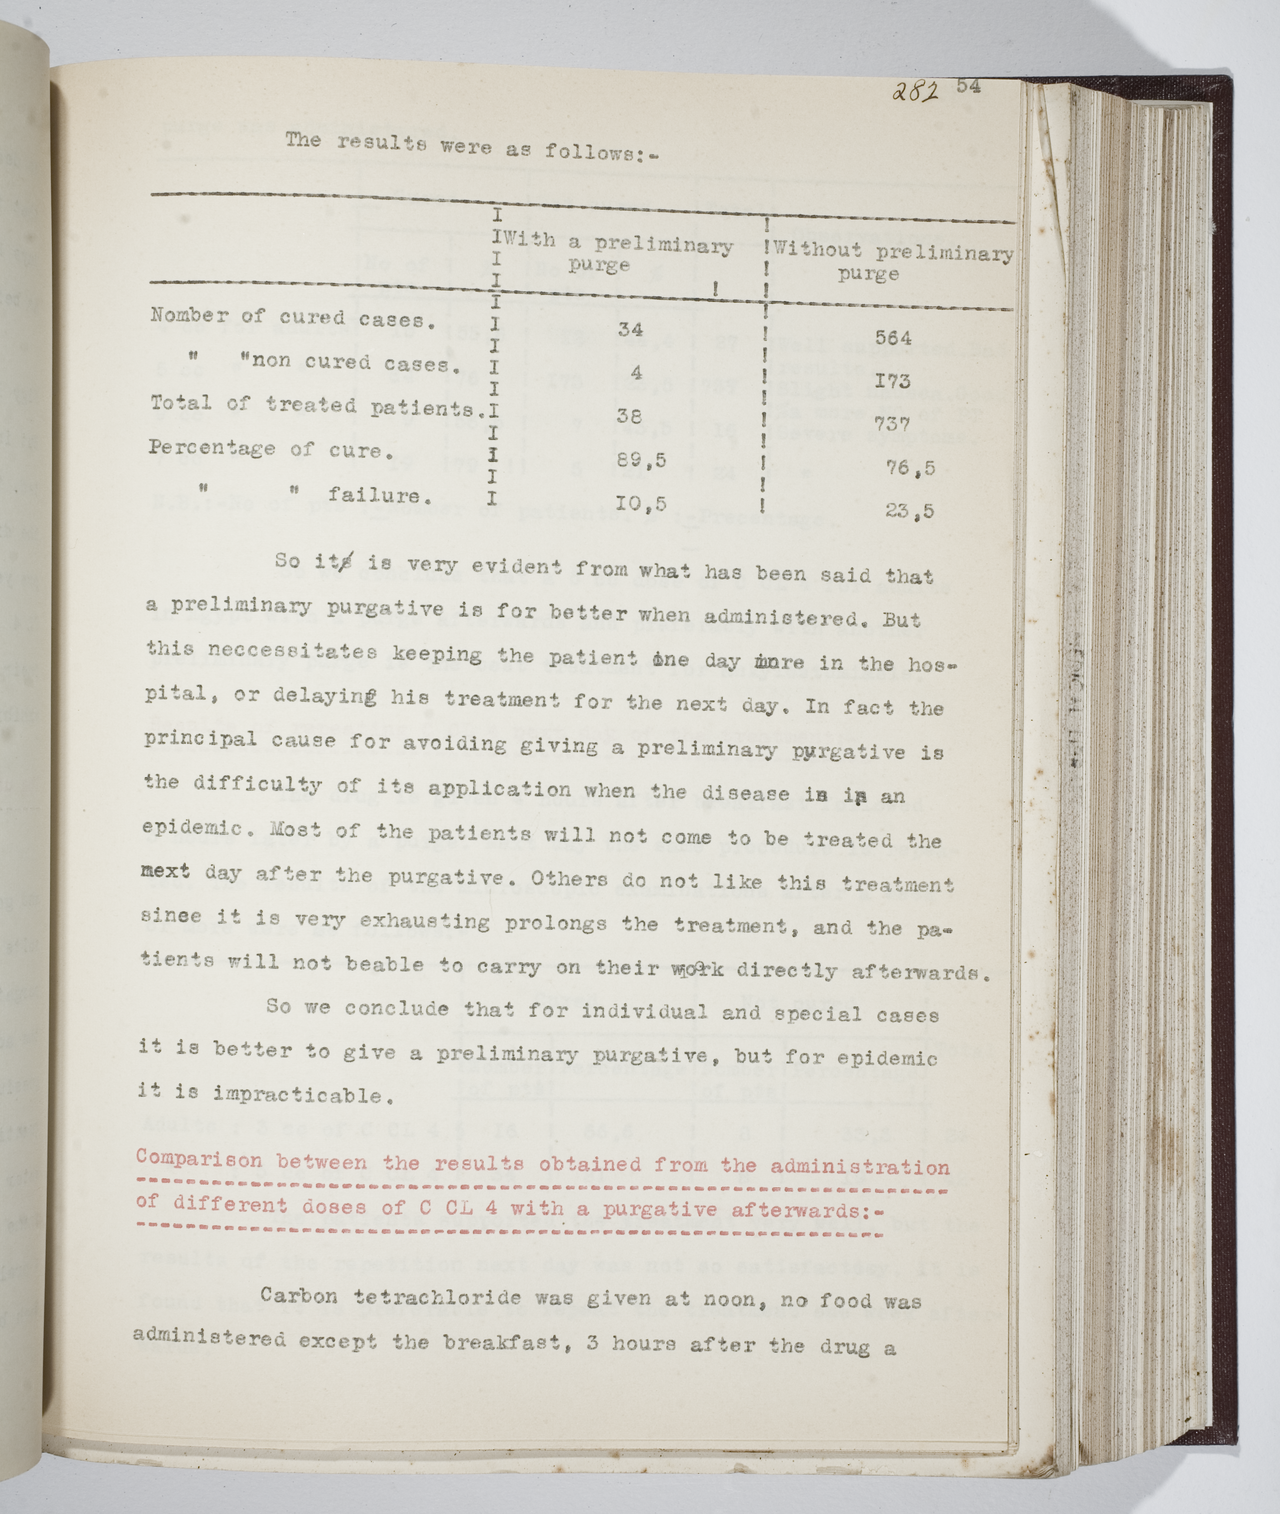 282 54
The results were as follows:-
With a preliminary purge
Without preliminary purge
Nomber of cured cases. 34 564
" "non cured cases. 4 I73
Total of treated patients. 38 737
Percentage of cure. 89,5 76,5
" " failure. I0,5 23,5
So it is very evident from what has been said that
a preliminary purgative is for better when administered. But
this neccessitates keeping the patient one day more in the hos-
pital, or delaying his treatment for the next day. In fact the
principal cause for avoiding giving a preliminary purgative is
the difficulty of its application when the disease is in an
epidemic. Most of the patients will not come to be treated the
next day after the purgative. Others do not like this treatment
since it is very exhausting prolongs the treatment, and the pa-
tients will not beable to carry on their work directly afterwards.
So we conclude that for individual and special cases
it is better to give a preliminary purgative, but for epidemic
it is impracticable.
Comparison between the results obtained from the administration
of different doses of C CL 4 with a purgative afterwards:-
Carbon tetrachloride was given at noon, no food was
administered except the breakfast, 3 hours after the drug a